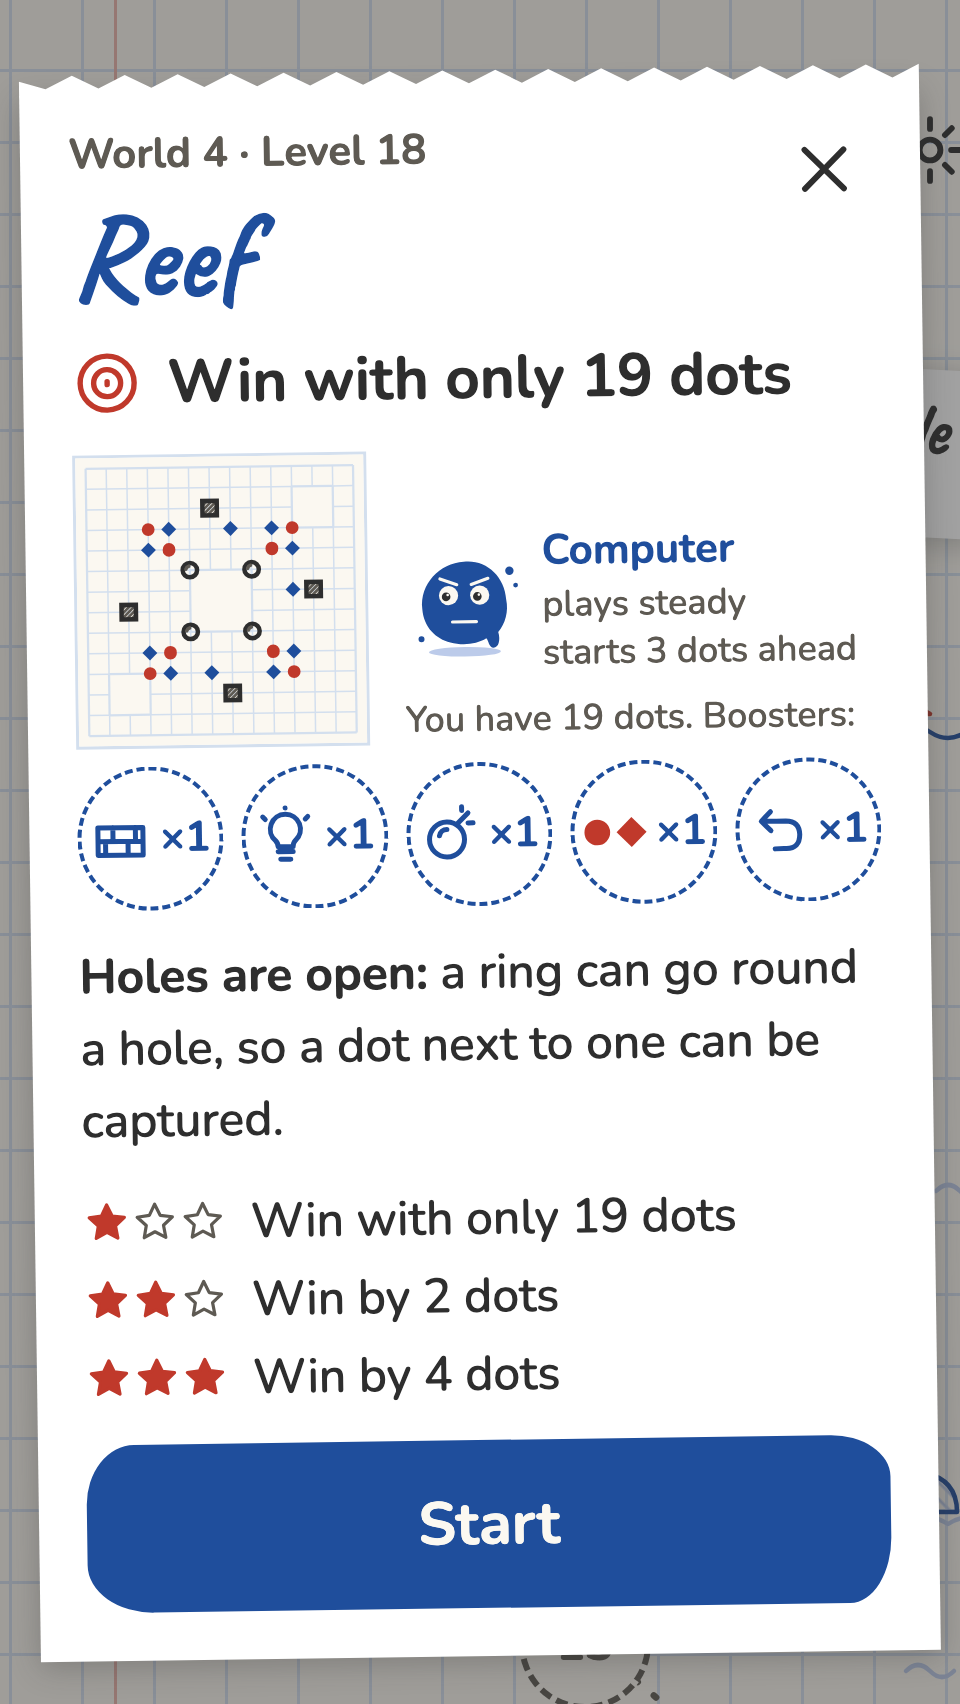 World 4 · Level 18
Reef
Win with only 19 dots
Computer
plays steady
starts 3 dots ahead
You have 19 dots. Boosters:
×1 ×1 ×1 ×1 ×1
Holes are open: a ring can go round
a hole, so a dot next to one can be
captured.
Win with only 19 dots
Win by 2 dots
Win by 4 dots
Start